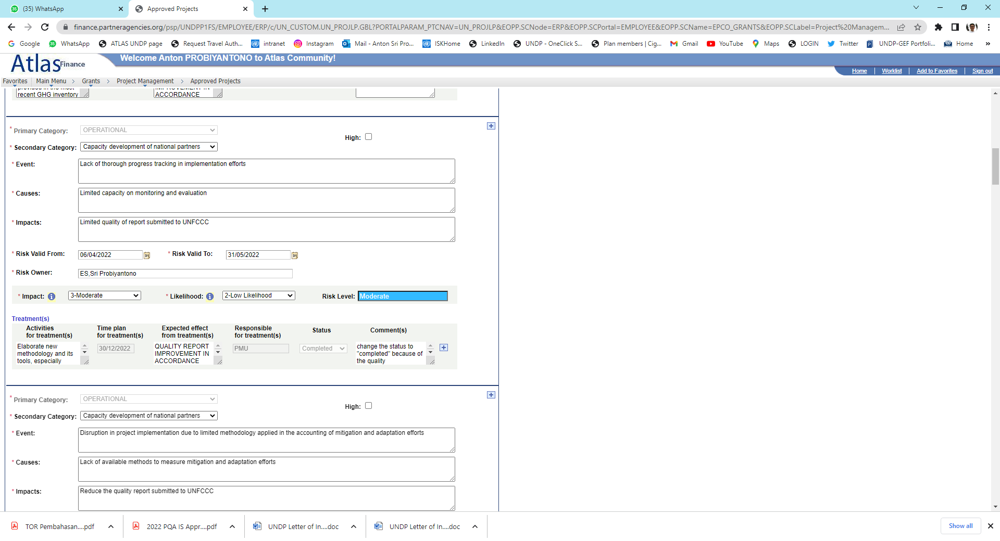 (35) WhatsApp
Approved Projects
finance.partneragencies.org/psp/UNDPP1FS/EMPLOYEE/ERP/c/UN_CUSTOM.UN_PROJLP.GBL?PORTALPARAM_PTCNAV=UN_PROJLP&EOPP.SCNode=ERP&EOPP.SCPortal=EMPLOYEE&EOPP.SCName=EPCO_GRANTS&EOPP.SCLabel=Project%20Managem...
Google WhatsApp ATLAS UNDP page Request Travel Auth... intranet Instagram Mail - Anton Sri Pro... ISKHome LinkedIn UNDP - OneClick S... Plan members | Cig... Gmail YouTube Maps LOGIN Twitter UNDP-GEF Portfoli... Home »
Atlas Finance
Welcome Anton PROBIYANTONO to Atlas Community!
Home Worklist Add to Favorites Sign out
Favorites Main Menu > Grants > Project Management > Approved Projects
provided in the most IMPROVEMENT IN
recent GHG inventory ACCORDANCE
* Primary Category: OPERATIONAL
High:
* Secondary Category: Capacity development of national partners
* Event: Lack of thorough progress tracking in implementation efforts
* Causes: Limited capacity on monitoring and evaluation
* Impacts: Limited quality of report submitted to UNFCCC
* Risk Valid From: 06/04/2022 31 * Risk Valid To: 31/05/2022 31
* Risk Owner: ES,Sri Probiyantono
* Impact: i 3-Moderate * Likelihood: i 2-Low Likelihood Risk Level: Moderate
Treatment(s)
Activities Time plan Expected effect Responsible Status Comment(s)
for treatment(s) for treatment(s) from treatment(s) for treatment(s)
Elaborate new QUALITY REPORT change the status to
methodology and its 30/12/2022 IMPROVEMENT IN PMU Completed "completed" because of
tools, especially ACCORDANCE the quality
* Primary Category: OPERATIONAL
High:
* Secondary Category: Capacity development of national partners
* Event: Disruption in project implementation due to limited methodology applied in the accounting of mitigation and adaptation efforts
* Causes: Lack of available methods to measure mitigation and adaptation efforts
* Impacts: Reduce the quality report submitted to UNFCCC
TOR Pembahasan....pdf 2022 PQA IS Appr....pdf UNDP Letter of In....doc UNDP Letter of In....doc Show all